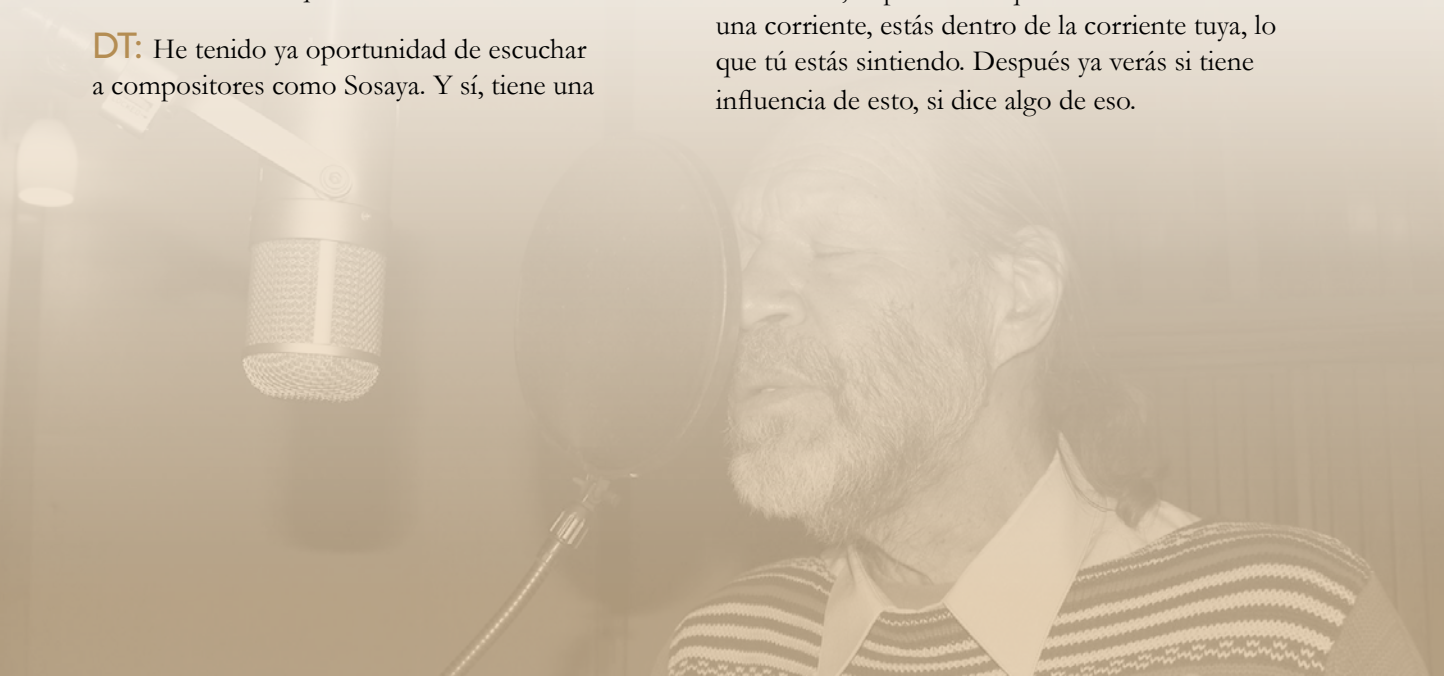 DT: He tenido ya oportunidad de escuchar
a compositores como Sosaya. Y sí, tiene una
una corriente, estás dentro de la corriente tuya, lo
que tú estás sintiendo. Después ya verás si tiene
influencia de esto, si dice algo de eso.